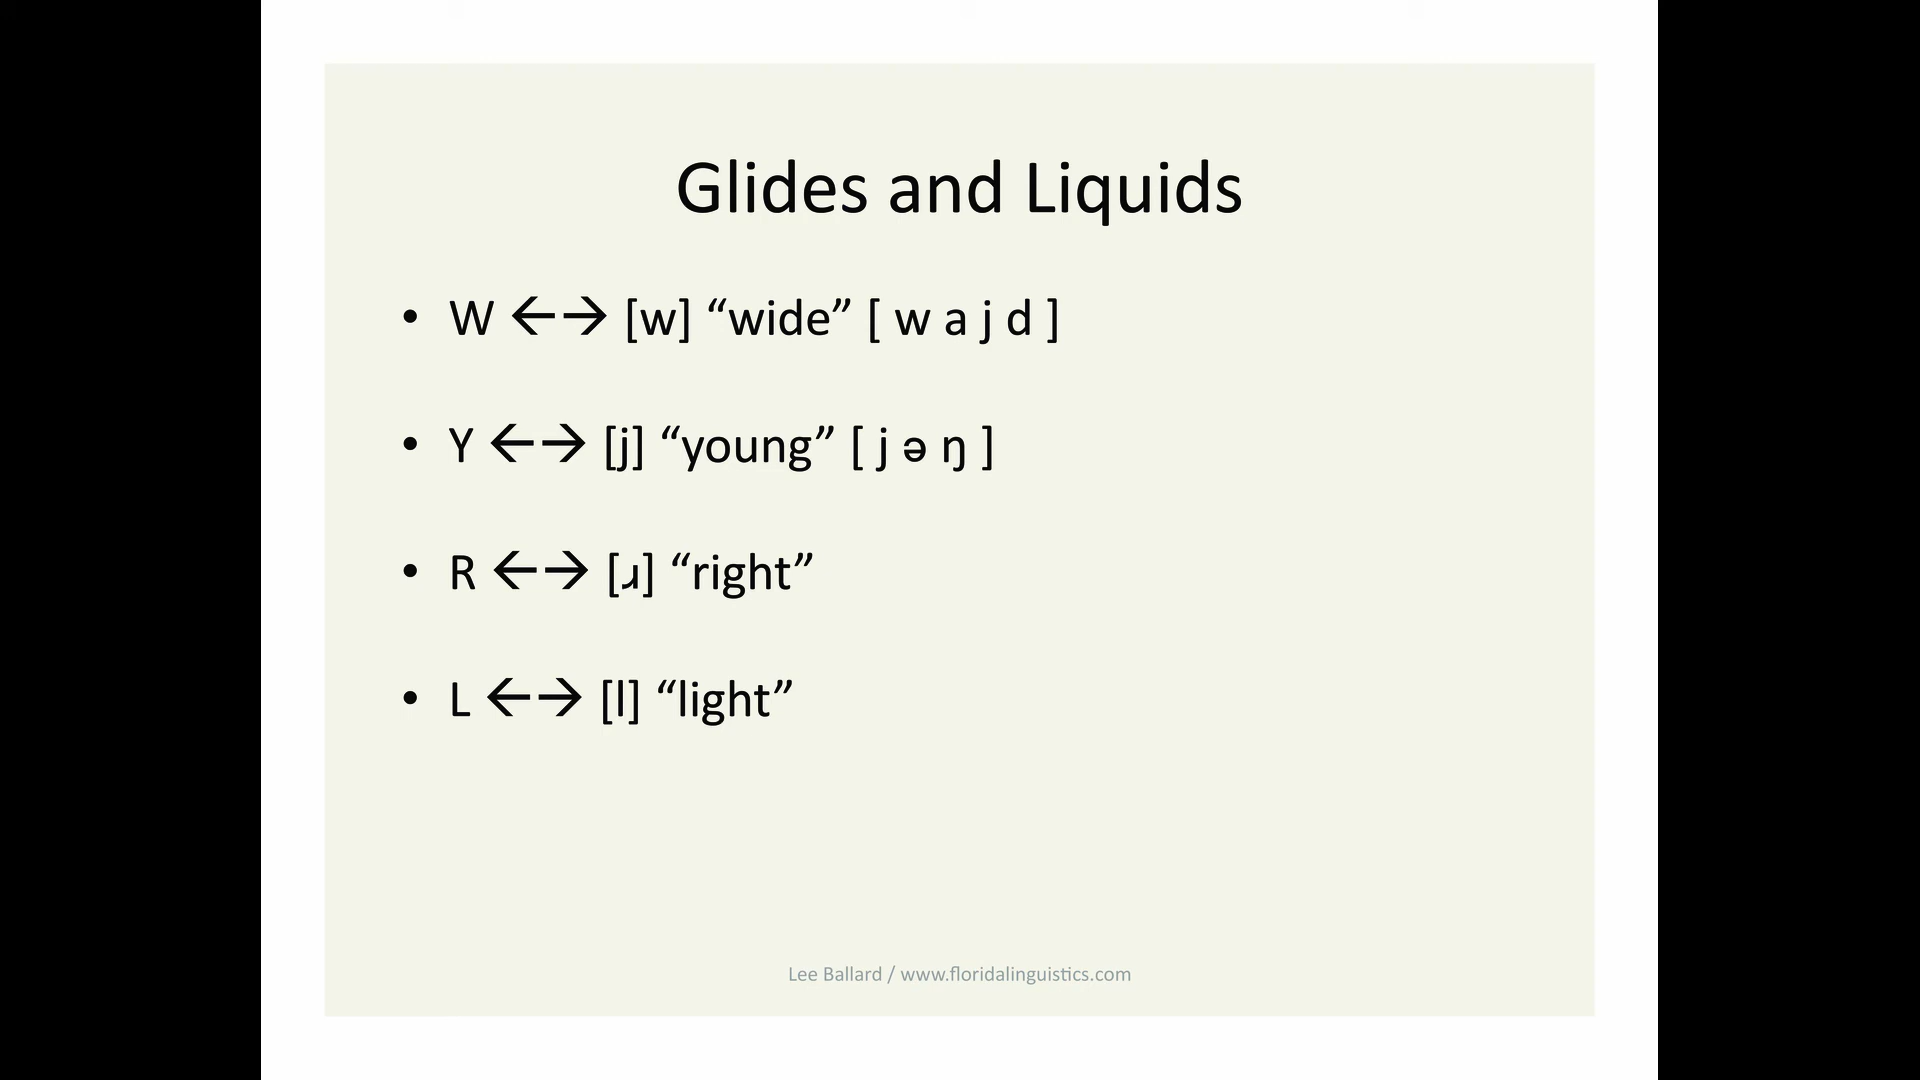 Glides and Liquids
• W ←→ [w] “wide” [ w a j d ]
• Y ←→ [j] “young” [ j ə ŋ ]
• R ←→ [ɹ] “right”
• L ←→ [l] “light”
Lee Ballard / www.floridalinguistics.com